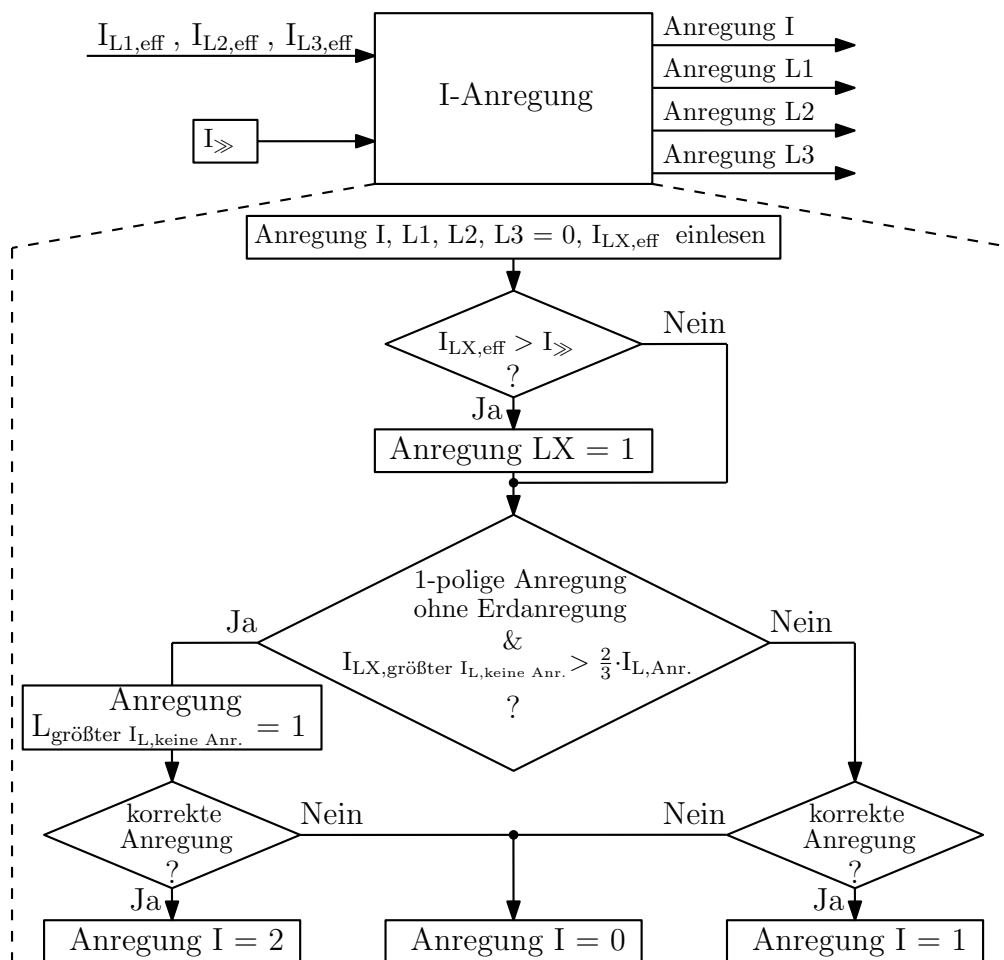 I_L1,eff , I_L2,eff , I_L3,eff
I≫
I-Anregung
Anregung I
Anregung L1
Anregung L2
Anregung L3
Anregung I, L1, L2, L3 = 0, I_LX,eff einlesen
I_LX,eff > I≫
?
Nein
Ja
Anregung LX = 1
1-polige Anregung
ohne Erdanregung
&
I_LX,größter I_L,keine Anr. > 2/3·I_L,Anr.
?
Ja
Nein
Anregung
L_größter I_L,keine Anr. = 1
korrekte
Anregung
?
Nein
Nein
korrekte
Anregung
?
Ja
Ja
Anregung I = 2
Anregung I = 0
Anregung I = 1